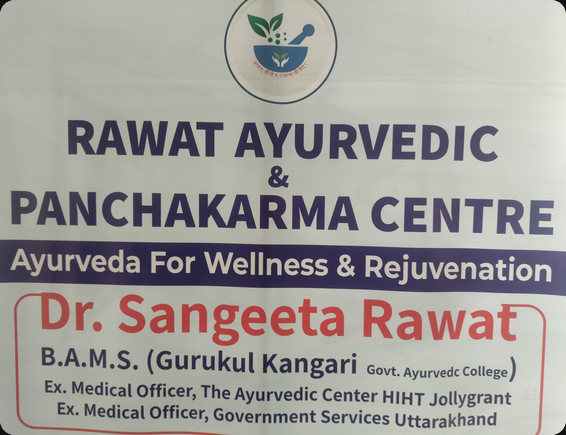 RAWAT AYURVEDIC
&
PANCHAKARMA CENTRE
Ayurveda For Wellness & Rejuvenation
Dr. Sangeeta Rawat
B.A.M.S. (Gurukul Kangari Govt. Ayurvedc College)
Ex. Medical Officer, The Ayurvedic Center HIHT Jollygrant
Ex. Medical Officer, Government Services Uttarakhand